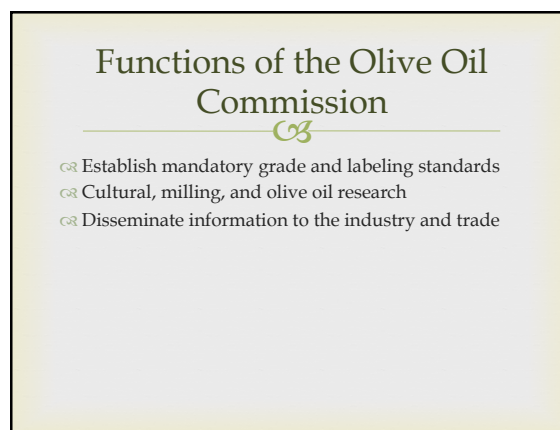 Functions of the Olive Oil
Commission
Establish mandatory grade and labeling standards
Cultural, milling, and olive oil research
Disseminate information to the industry and trade